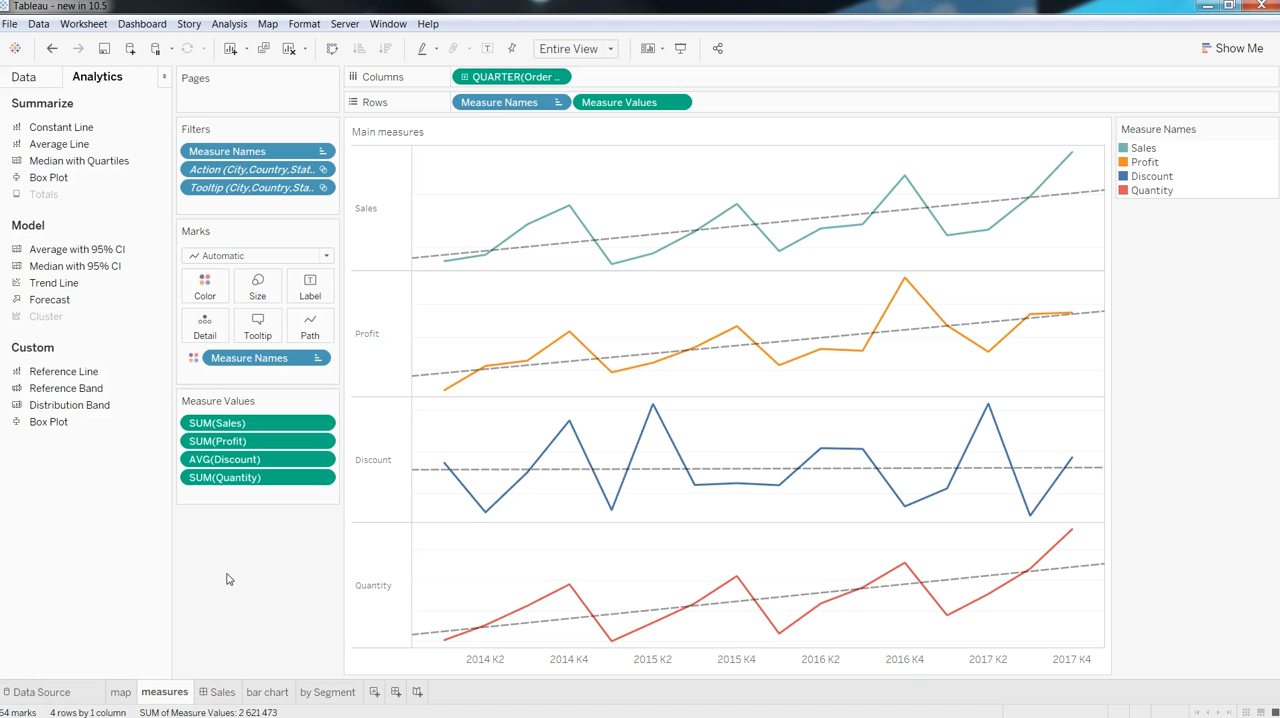 Tableau - new in 10.5
File Data Worksheet Dashboard Story Analysis Map Format Server Window Help
Entire View
Show Me
Data Analytics
Summarize
Constant Line
Average Line
Median with Quartiles
Box Plot
Totals
Model
Average with 95% CI
Median with 95% CI
Trend Line
Forecast
Cluster
Custom
Reference Line
Reference Band
Distribution Band
Box Plot
Pages
Filters
Measure Names
Action (City,Country,Stat..
Tooltip (City,Country,Sta..
Marks
Automatic
Color Size Label
Detail Tooltip Path
Measure Names
Measure Values
SUM(Sales)
SUM(Profit)
AVG(Discount)
SUM(Quantity)
Columns QUARTER(Order ..
Rows Measure Names Measure Values
Main measures
Sales
Profit
Discount
Quantity
2014 K2 2014 K4 2015 K2 2015 K4 2016 K2 2016 K4 2017 K2 2017 K4
Measure Names
Sales
Profit
Discount
Quantity
Data Source map measures Sales bar chart by Segment
64 marks 4 rows by 1 column SUM of Measure Values: 2 621 473